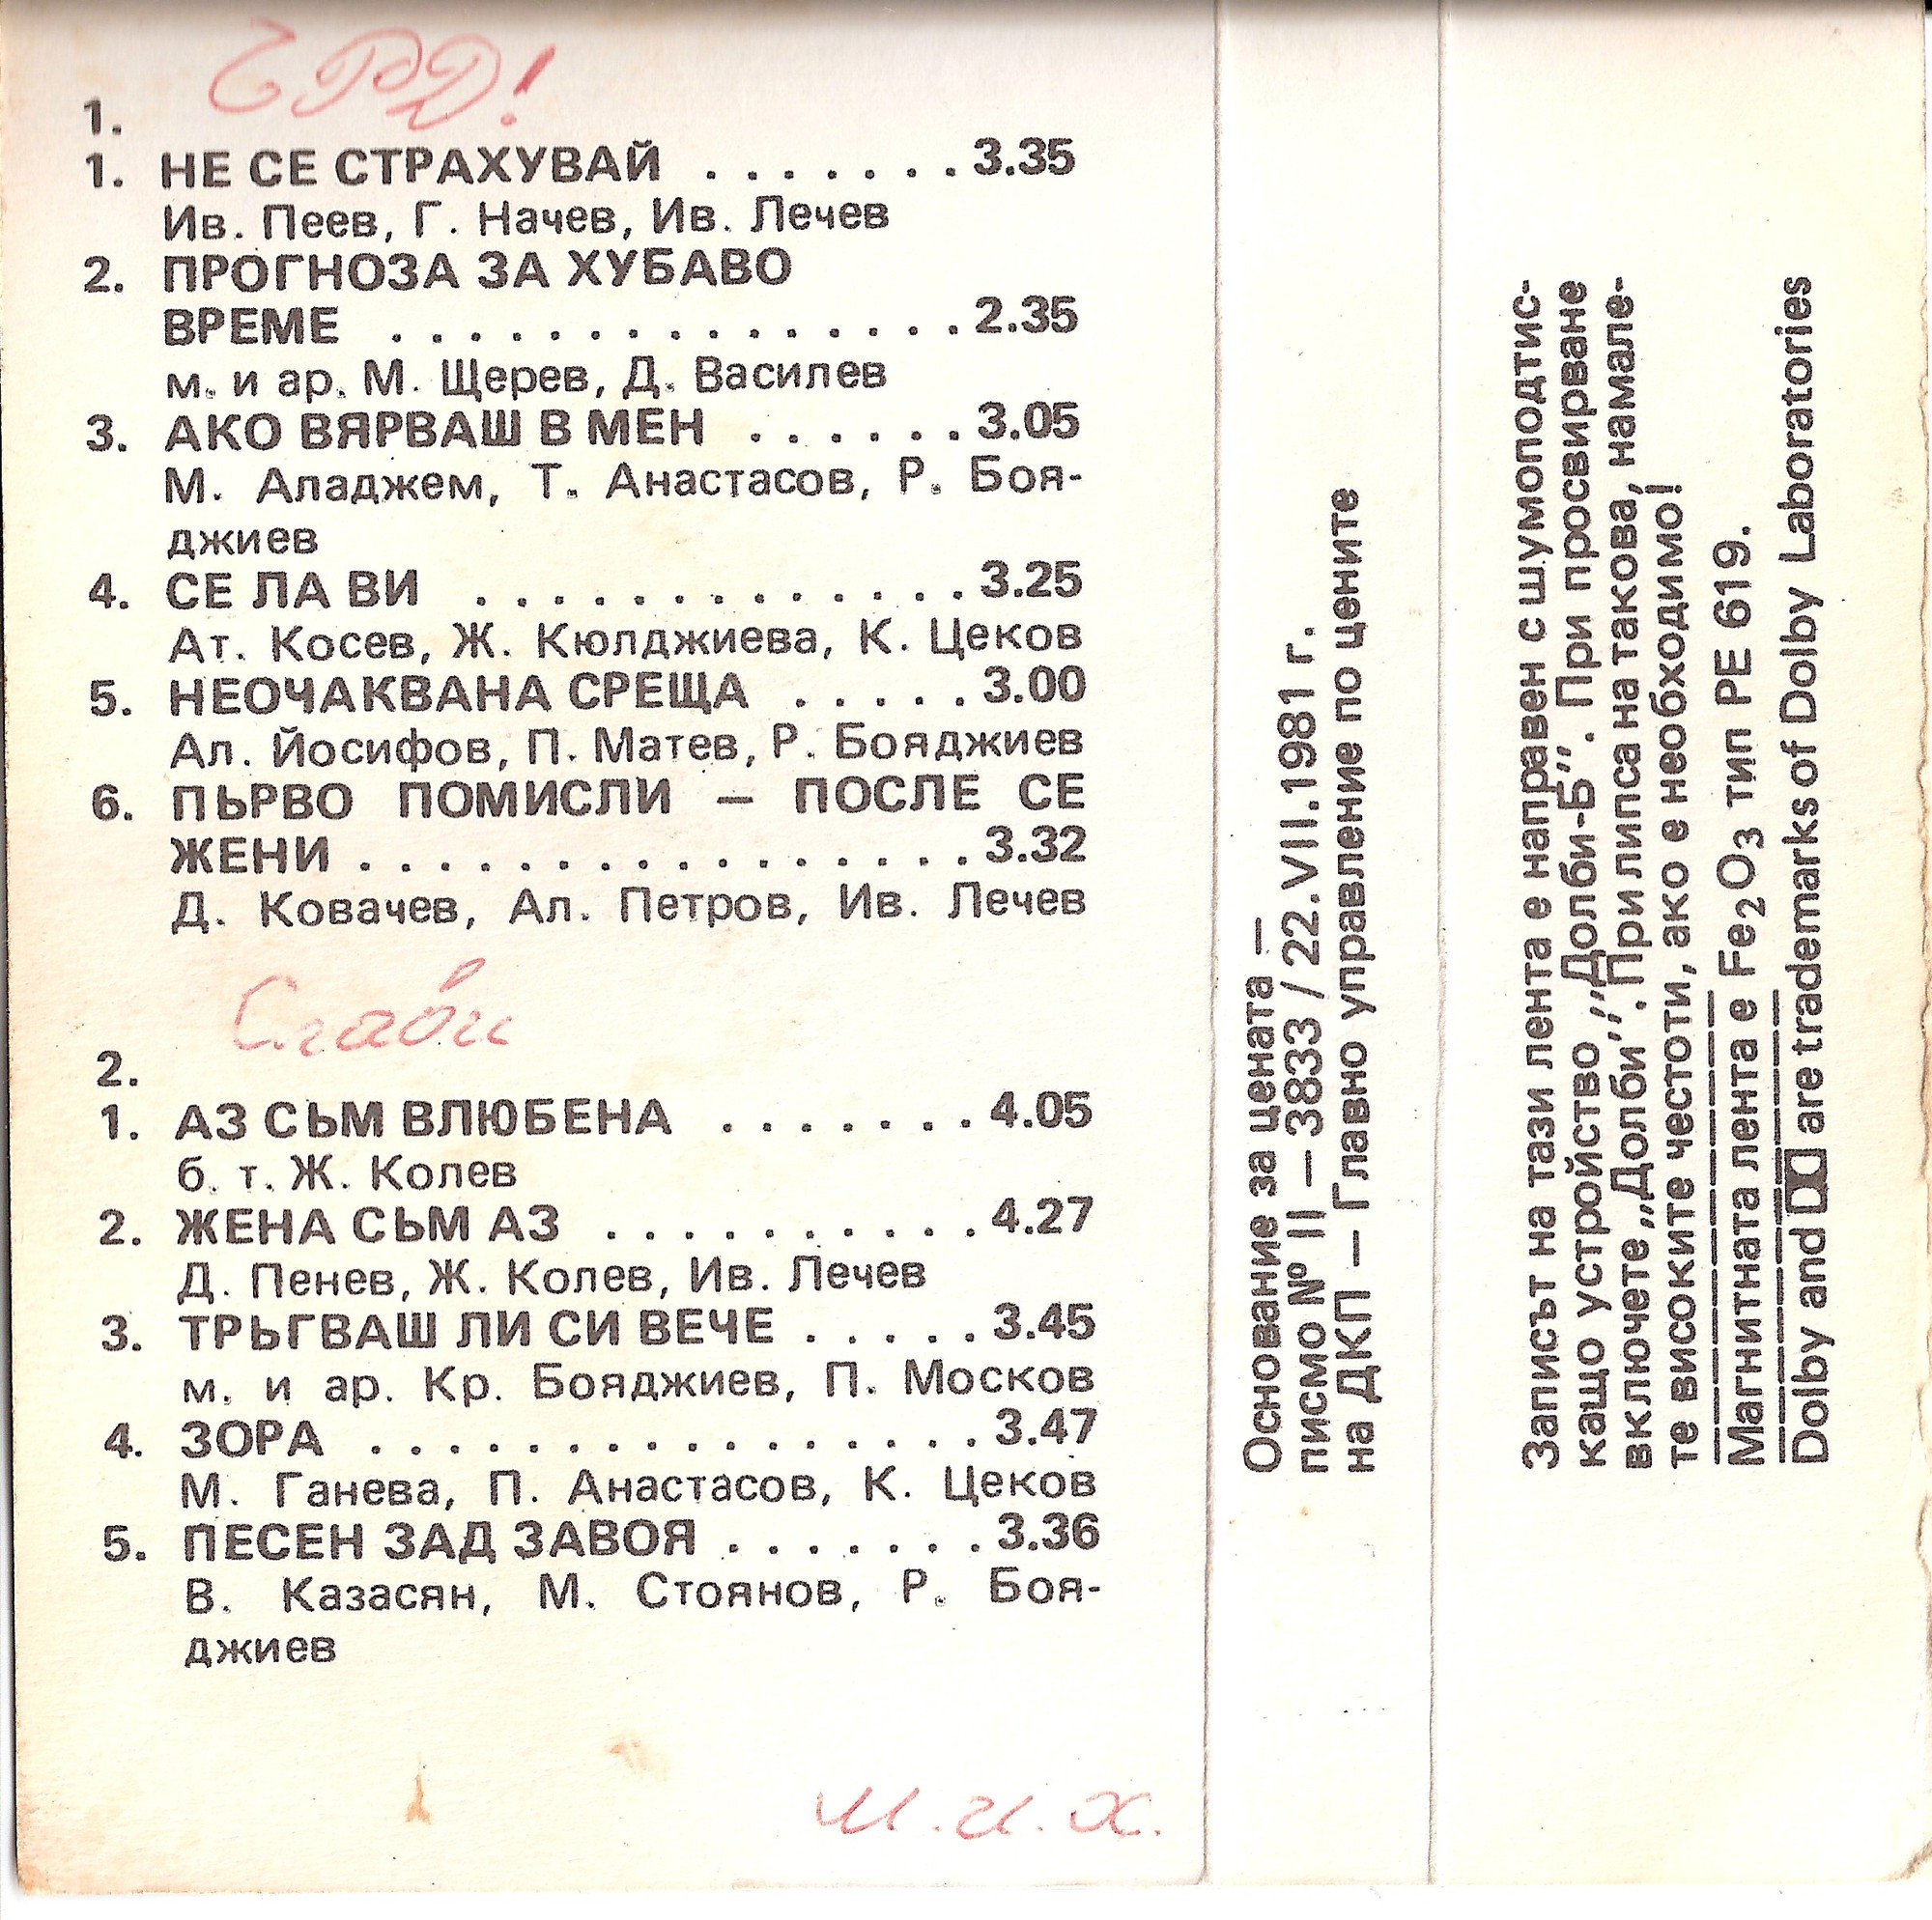 ЧРД!
1.
1. НЕ СЕ СТРАХУВАЙ . . . . . . . 3.35
Ив. Пеев, Г. Начев, Ив. Лечев
2. ПРОГНОЗА ЗА ХУБАВО
ВРЕМЕ . . . . . . . . . . . . . . . 2.35
м. и ар. М. Щерев, Д. Василев
3. АКО ВЯРВАШ В МЕН . . . . . . 3.05
М. Аладжем, Т. Анастасов, Р. Боя-
джиев
4. СЕ ЛА ВИ . . . . . . . . . . . . . 3.25
Ат. Косев, Ж. Кюлджиева, К. Цеков
5. НЕОЧАКВАНА СРЕЩА . . . . . 3.00
Ал. Йосифов, П. Матев, Р. Бояджиев
6. ПЪРВО ПОМИСЛИ – ПОСЛЕ СЕ
ЖЕНИ . . . . . . . . . . . . . . . . 3.32
Д. Ковачев, Ал. Петров, Ив. Лечев
Слави
2.
1. АЗ СЪМ ВЛЮБЕНА . . . . . . . 4.05
б. т. Ж. Колев
2. ЖЕНА СЪМ АЗ . . . . . . . . . . 4.27
Д. Пенев, Ж. Колев, Ив. Лечев
3. ТРЪГВАШ ЛИ СИ ВЕЧЕ . . . . . 3.45
м. и ар. Кр. Бояджиев, П. Москов
4. ЗОРА . . . . . . . . . . . . . . . . 3.47
М. Ганева, П. Анастасов, К. Цеков
5. ПЕСЕН ЗАД ЗАВОЯ . . . . . . . 3.36
В. Казасян, М. Стоянов, Р. Боя-
джиев
М.И.Х.
Основание за цената –
писмо № II – 3833 / 22.VII.1981 г.
на ДКП – Главно управление по цените
Записът на тази лента е направен с шумоподтис-
кащо устройство „Долби-Б”. При просвирване
включете „Долби”. При липса на такова, намале-
те високите честоти, ако е необходимо!
Магнитната лента е Fe₂O₃ тип РЕ 619.
Dolby and are trademarks of Dolby Laboratories